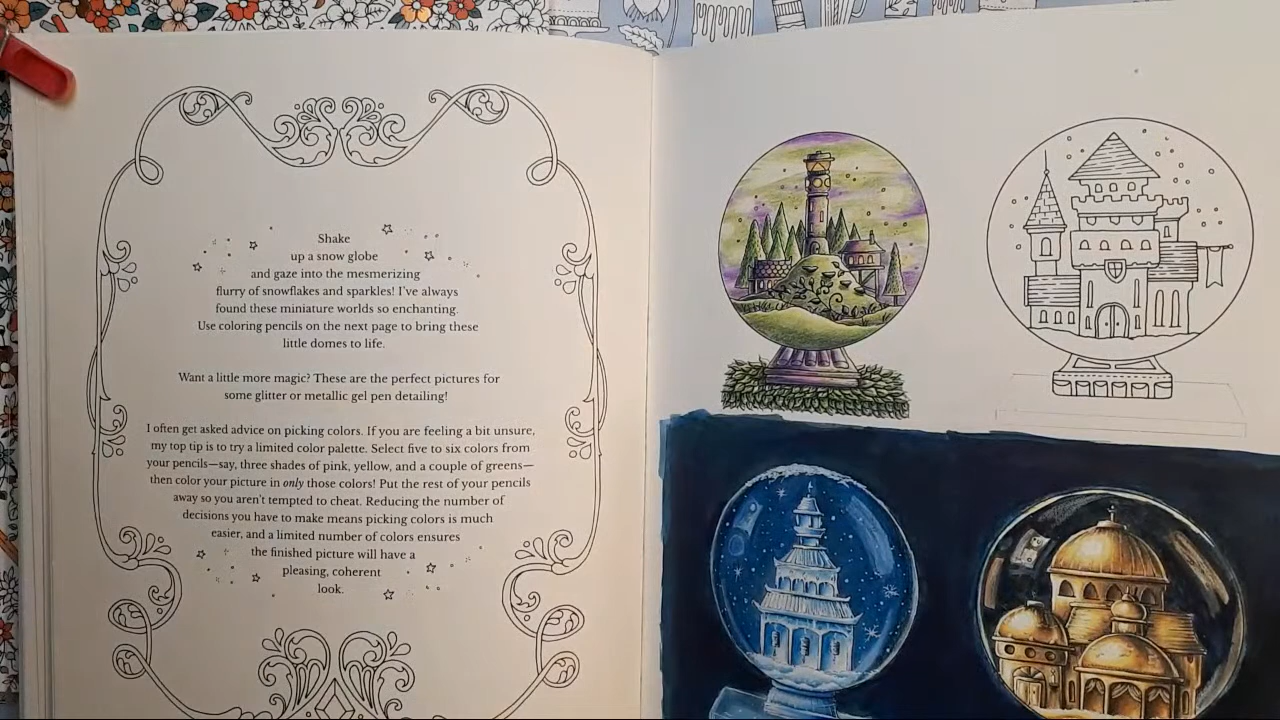 Shake
up a snow globe
and gaze into the mesmerizing
flurry of snowflakes and sparkles! I've always
found these miniature worlds so enchanting.
Use coloring pencils on the next page to bring these
little domes to life.
Want a little more magic? These are the perfect pictures for
some glitter or metallic gel pen detailing!
I often get asked advice on picking colors. If you are feeling a bit unsure,
my top tip is to try a limited color palette. Select five to six colors from
your pencils—say, three shades of pink, yellow, and a couple of greens—
then color your picture in only those colors! Put the rest of your pencils
away so you aren't tempted to cheat. Reducing the number of
decisions you have to make means picking colors is much
easier, and a limited number of colors ensures
the finished picture will have a
pleasing, coherent
look.